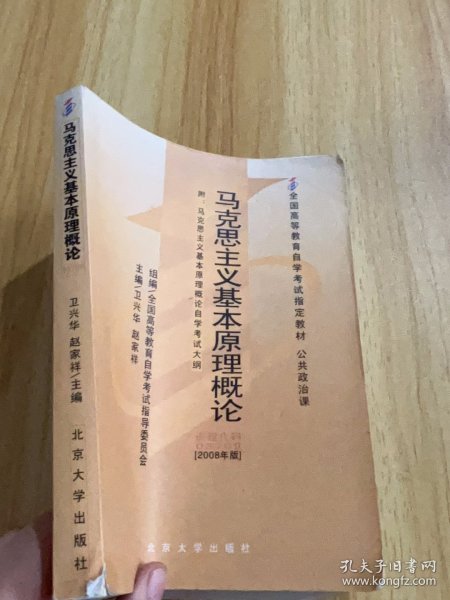 马克思主义基本原理概论
卫兴华 赵家祥/主编
北京大学出版社
全国高等教育自学考试指定教材 公共政治课
马克思主义基本原理概论
附:马克思主义基本原理概论自学考试大纲
课程代码
[2008年版]
组编/全国高等教育自学考试指导委员会
主编/卫兴华 赵家祥
北京大学出版社
孔夫子旧书网
www.kongfz.com